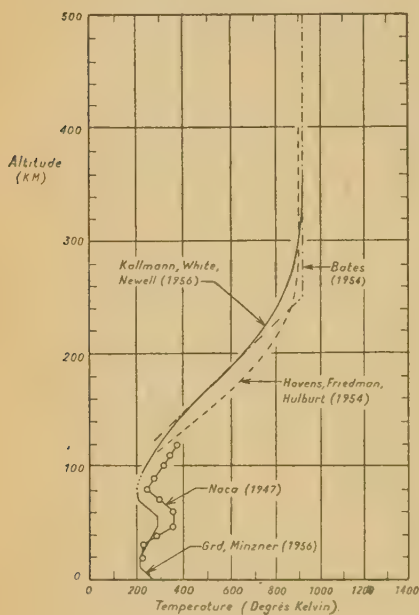 500
400
Altitude
(KM)
300
Kallmann, White,
Newell (1956)
Bates
(1954)
200
Havens, Friedman,
Hulburt (1954)
100
Naca (1947)
Grd, Minzner (1956)
0
0 200 400 600 800 1000 1200 1400
Temperature (Degrés Kelvin)